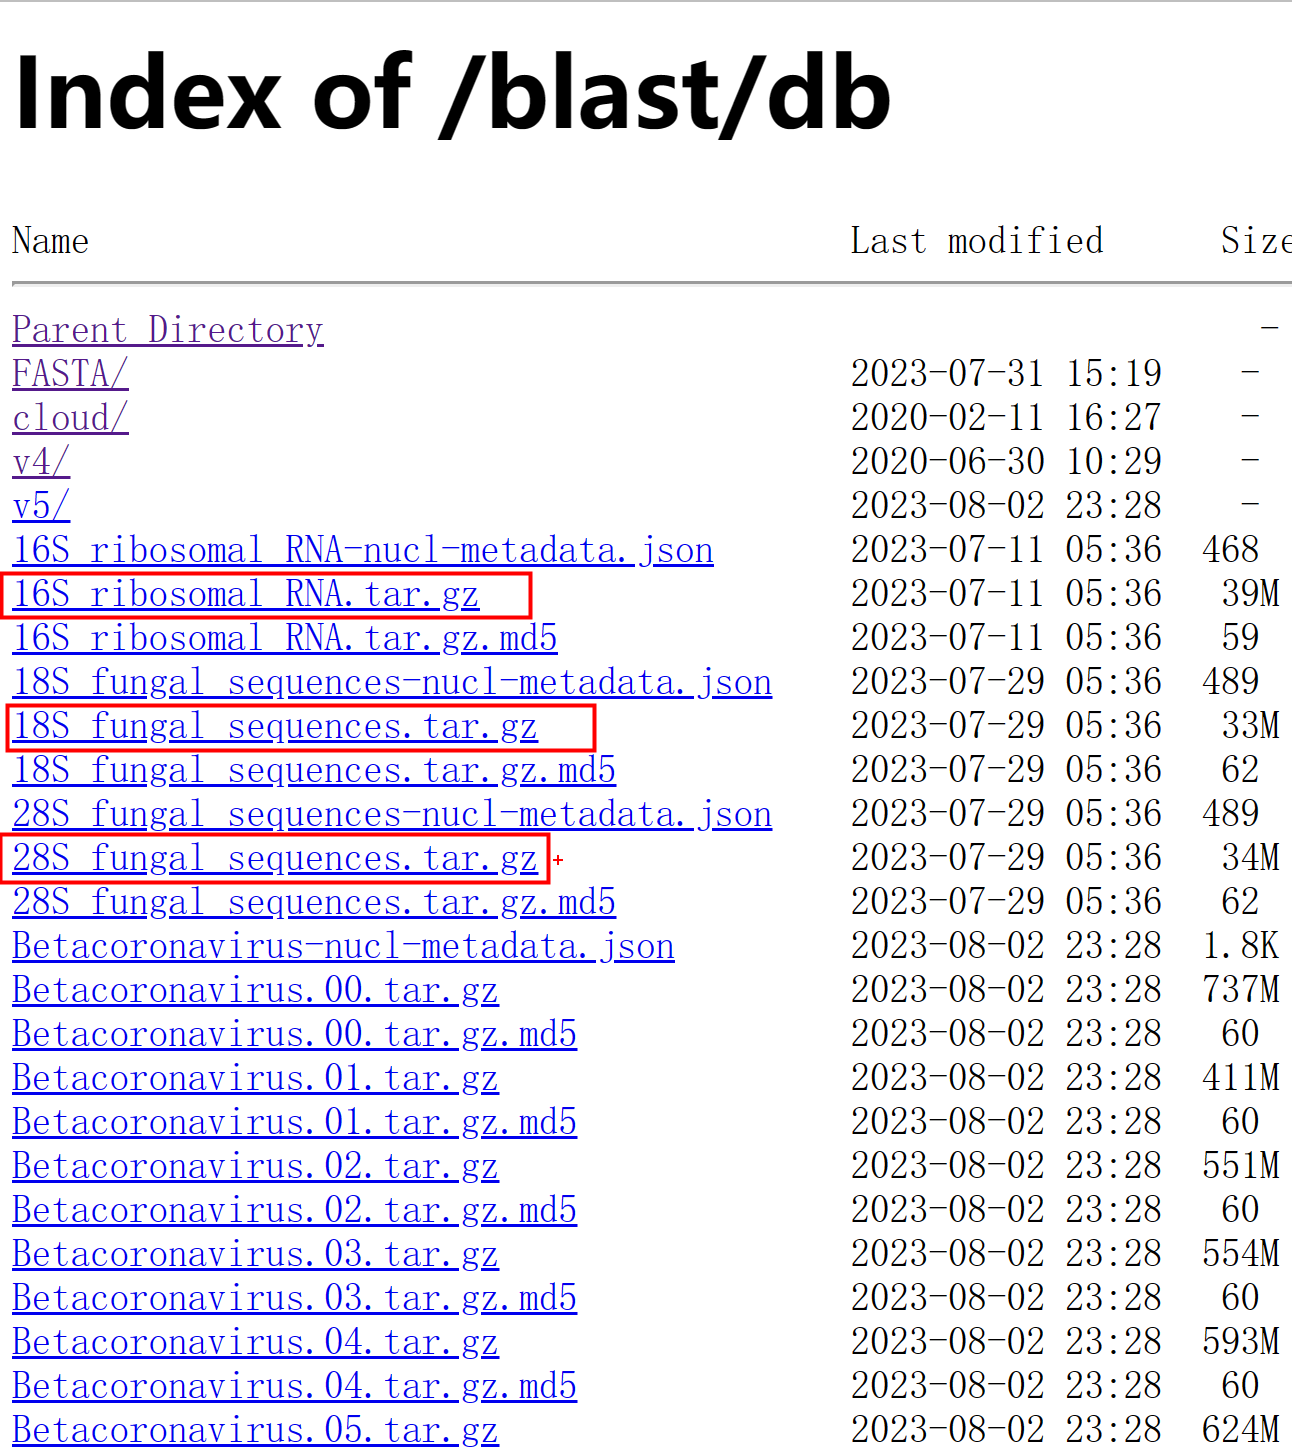 Index of /blast/db
Name Last modified Size
Parent Directory -
FASTA/ 2023-07-31 15:19 -
cloud/ 2020-02-11 16:27 -
v4/ 2020-06-30 10:29 -
v5/ 2023-08-02 23:28 -
16S_ribosomal_RNA-nucl-metadata.json 2023-07-11 05:36 468
16S_ribosomal_RNA.tar.gz 2023-07-11 05:36 39M
16S_ribosomal_RNA.tar.gz.md5 2023-07-11 05:36 59
18S_fungal_sequences-nucl-metadata.json 2023-07-29 05:36 489
18S_fungal_sequences.tar.gz 2023-07-29 05:36 33M
18S_fungal_sequences.tar.gz.md5 2023-07-29 05:36 62
28S_fungal_sequences-nucl-metadata.json 2023-07-29 05:36 489
28S_fungal_sequences.tar.gz 2023-07-29 05:36 34M
28S_fungal_sequences.tar.gz.md5 2023-07-29 05:36 62
Betacoronavirus-nucl-metadata.json 2023-08-02 23:28 1.8K
Betacoronavirus.00.tar.gz 2023-08-02 23:28 737M
Betacoronavirus.00.tar.gz.md5 2023-08-02 23:28 60
Betacoronavirus.01.tar.gz 2023-08-02 23:28 411M
Betacoronavirus.01.tar.gz.md5 2023-08-02 23:28 60
Betacoronavirus.02.tar.gz 2023-08-02 23:28 551M
Betacoronavirus.02.tar.gz.md5 2023-08-02 23:28 60
Betacoronavirus.03.tar.gz 2023-08-02 23:28 554M
Betacoronavirus.03.tar.gz.md5 2023-08-02 23:28 60
Betacoronavirus.04.tar.gz 2023-08-02 23:28 593M
Betacoronavirus.04.tar.gz.md5 2023-08-02 23:28 60
Betacoronavirus.05.tar.gz 2023-08-02 23:28 624M